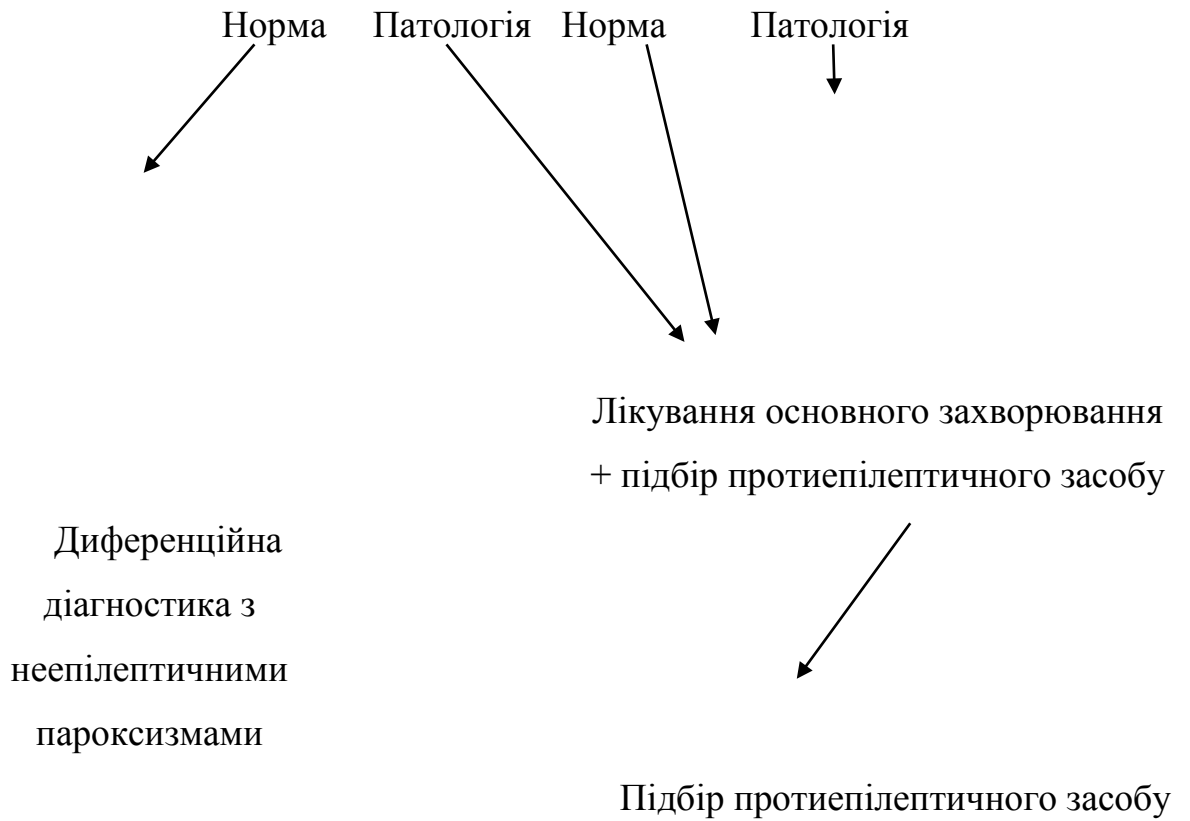 Норма Патологія Норма Патологія
Лікування основного захворювання
+ підбір протиепілептичного засобу
Диференційна
діагностика з
неепілептичними
пароксизмами
Підбір протиепілептичного засобу